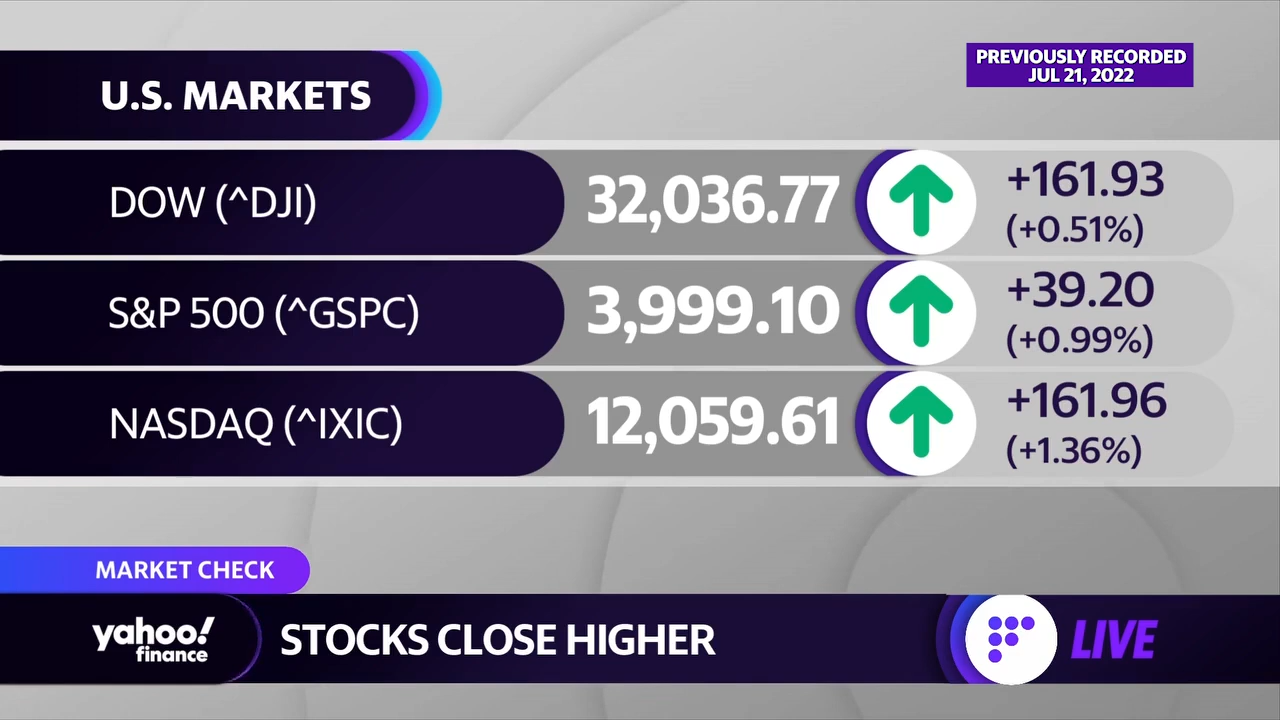 PREVIOUSLY RECORDED
JUL 21, 2022
U.S. MARKETS
DOW (^DJI) 32,036.77 +161.93
(+0.51%)
S&P 500 (^GSPC) 3,999.10 +39.20
(+0.99%)
NASDAQ (^IXIC) 12,059.61 +161.96
(+1.36%)
MARKET CHECK
yahoo!
finance
STOCKS CLOSE HIGHER
LIVE